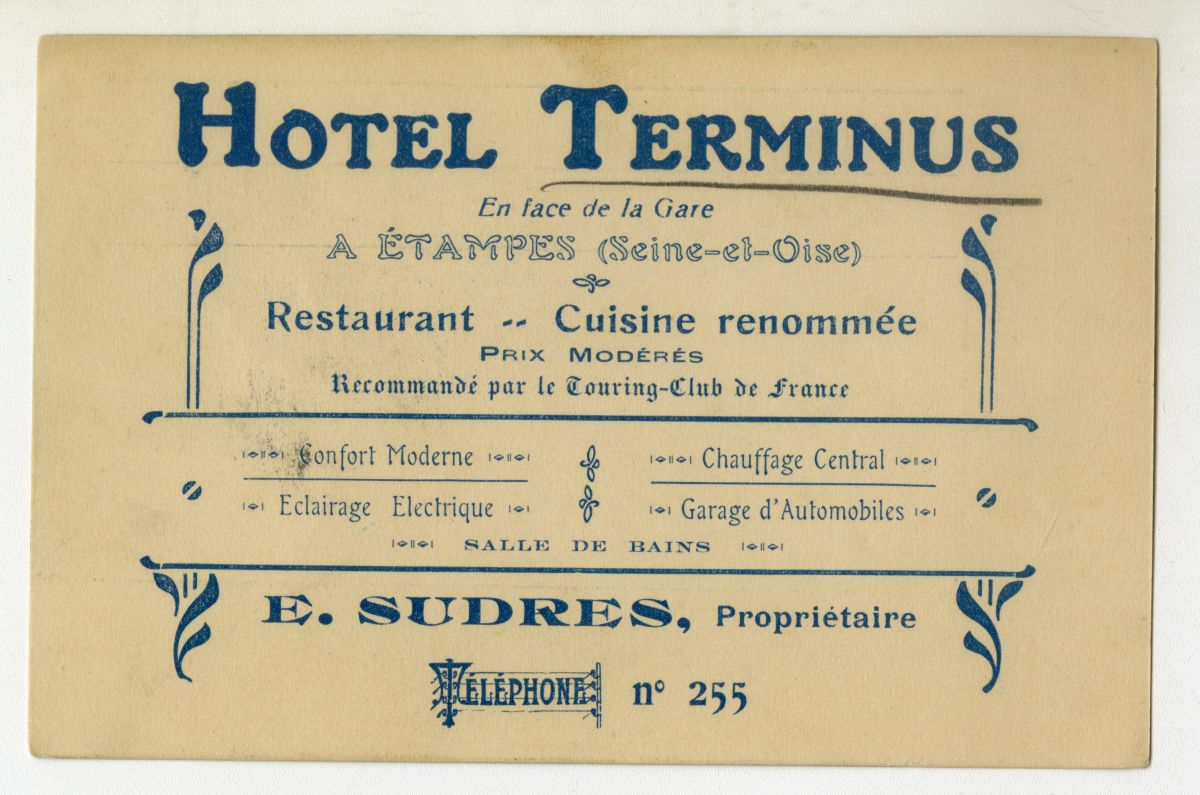 HOTEL TERMINUS
En face de la Gare
A ÉTAMPES (Seine-et-Oise)
Restaurant -- Cuisine renommée
PRIX MODÉRÉS
Recommandé par le Touring-Club de France
Confort Moderne Chauffage Central
Eclairage Electrique Garage d'Automobiles
SALLE DE BAINS
E. SUDRES, Propriétaire
TÉLÉPHONE n° 255